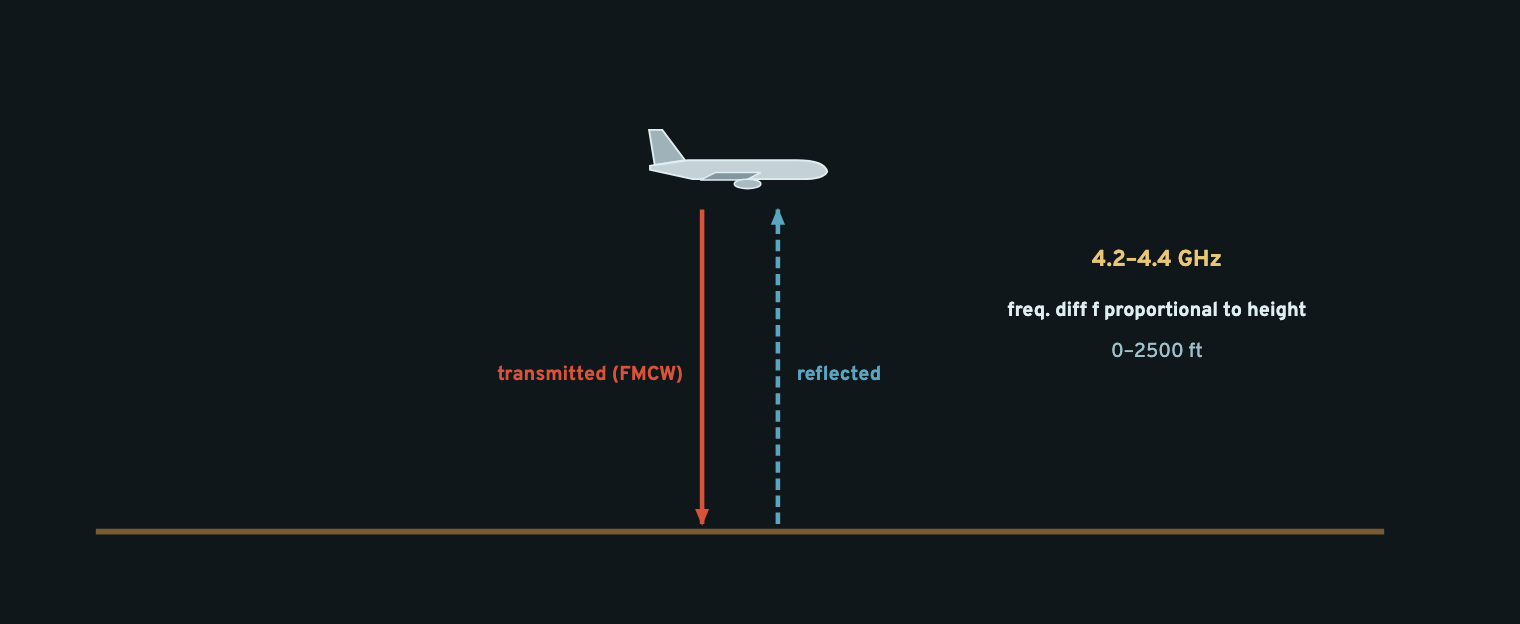 4.2–4.4 GHz
freq. diff f proportional to height
0–2500 ft
transmitted (FMCW)
reflected